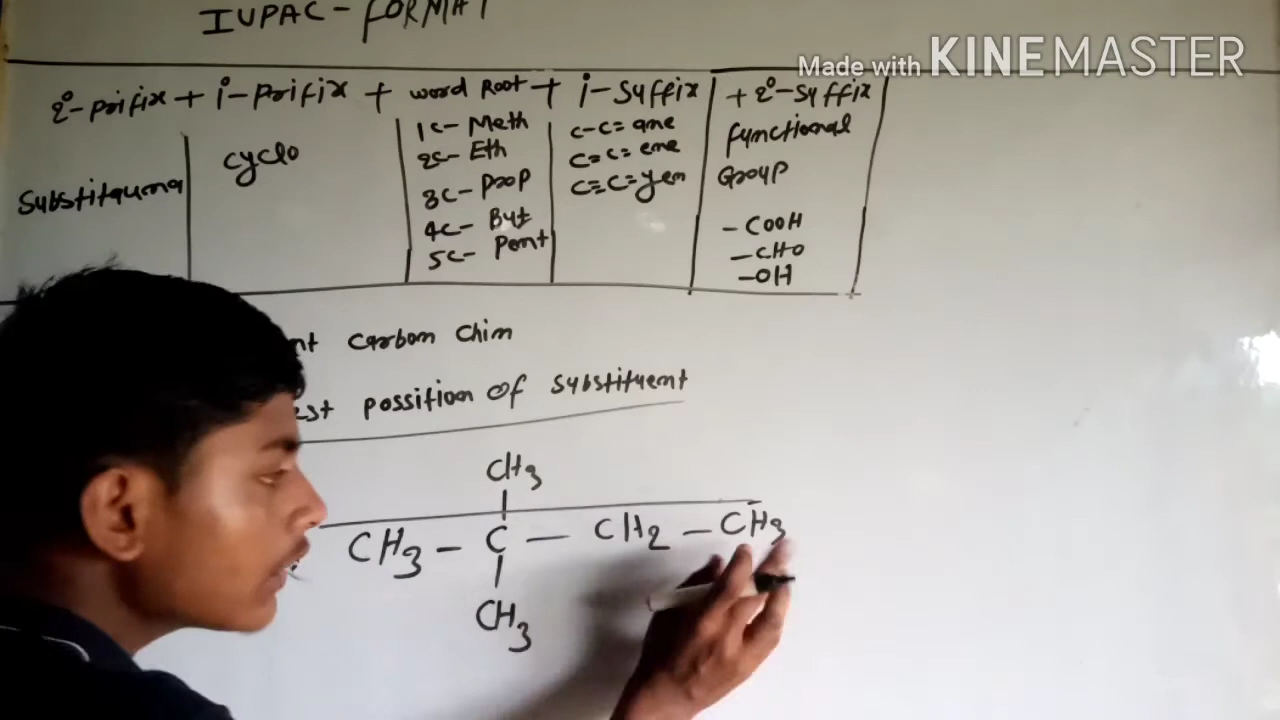 IUPAC - FORMAT
Made with KINEMASTER
2°-Prifix + 1°-Prifix + word Root + 1°-Suffix + 2°-Suffix
Substituuna
cyclo
1c- Meth
2c- Eth
3c- Prop
4c- But
5c- Pent
c-c= ane
c=c= ene
c≡c= yen
functional
Group
- COOH
- CHO
- OH
nt carbon chin
est possition of substituent
CH3
CH3 - C - CH2 - CH3
CH3